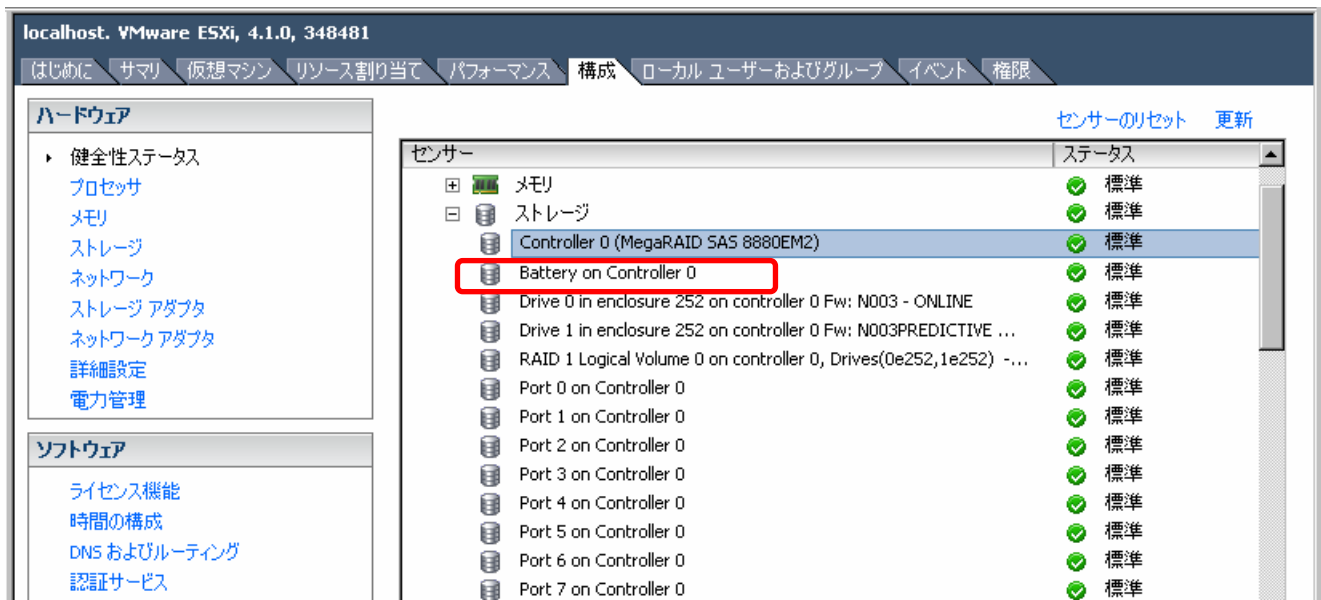 localhost. VMware ESXi, 4.1.0, 348481
はじめに サマリ 仮想マシン リソース割り当て パフォーマンス 構成 ローカル ユーザーおよびグループ イベント 権限
ハードウェア
健全性ステータス
プロセッサ
メモリ
ストレージ
ネットワーク
ストレージ アダプタ
ネットワーク アダプタ
詳細設定
電力管理
ソフトウェア
ライセンス機能
時間の構成
DNS およびルーティング
認証サービス
センサーのリセット 更新
センサー ステータス
メモリ 標準
ストレージ 標準
Controller 0 (MegaRAID SAS 8880EM2) 標準
Battery on Controller 0 標準
Drive 0 in enclosure 252 on controller 0 Fw: N003 - ONLINE 標準
Drive 1 in enclosure 252 on controller 0 Fw: N003PREDICTIVE ... 標準
RAID 1 Logical Volume 0 on controller 0, Drives(0e252,1e252) -... 標準
Port 0 on Controller 0 標準
Port 1 on Controller 0 標準
Port 2 on Controller 0 標準
Port 3 on Controller 0 標準
Port 4 on Controller 0 標準
Port 5 on Controller 0 標準
Port 6 on Controller 0 標準
Port 7 on Controller 0 標準